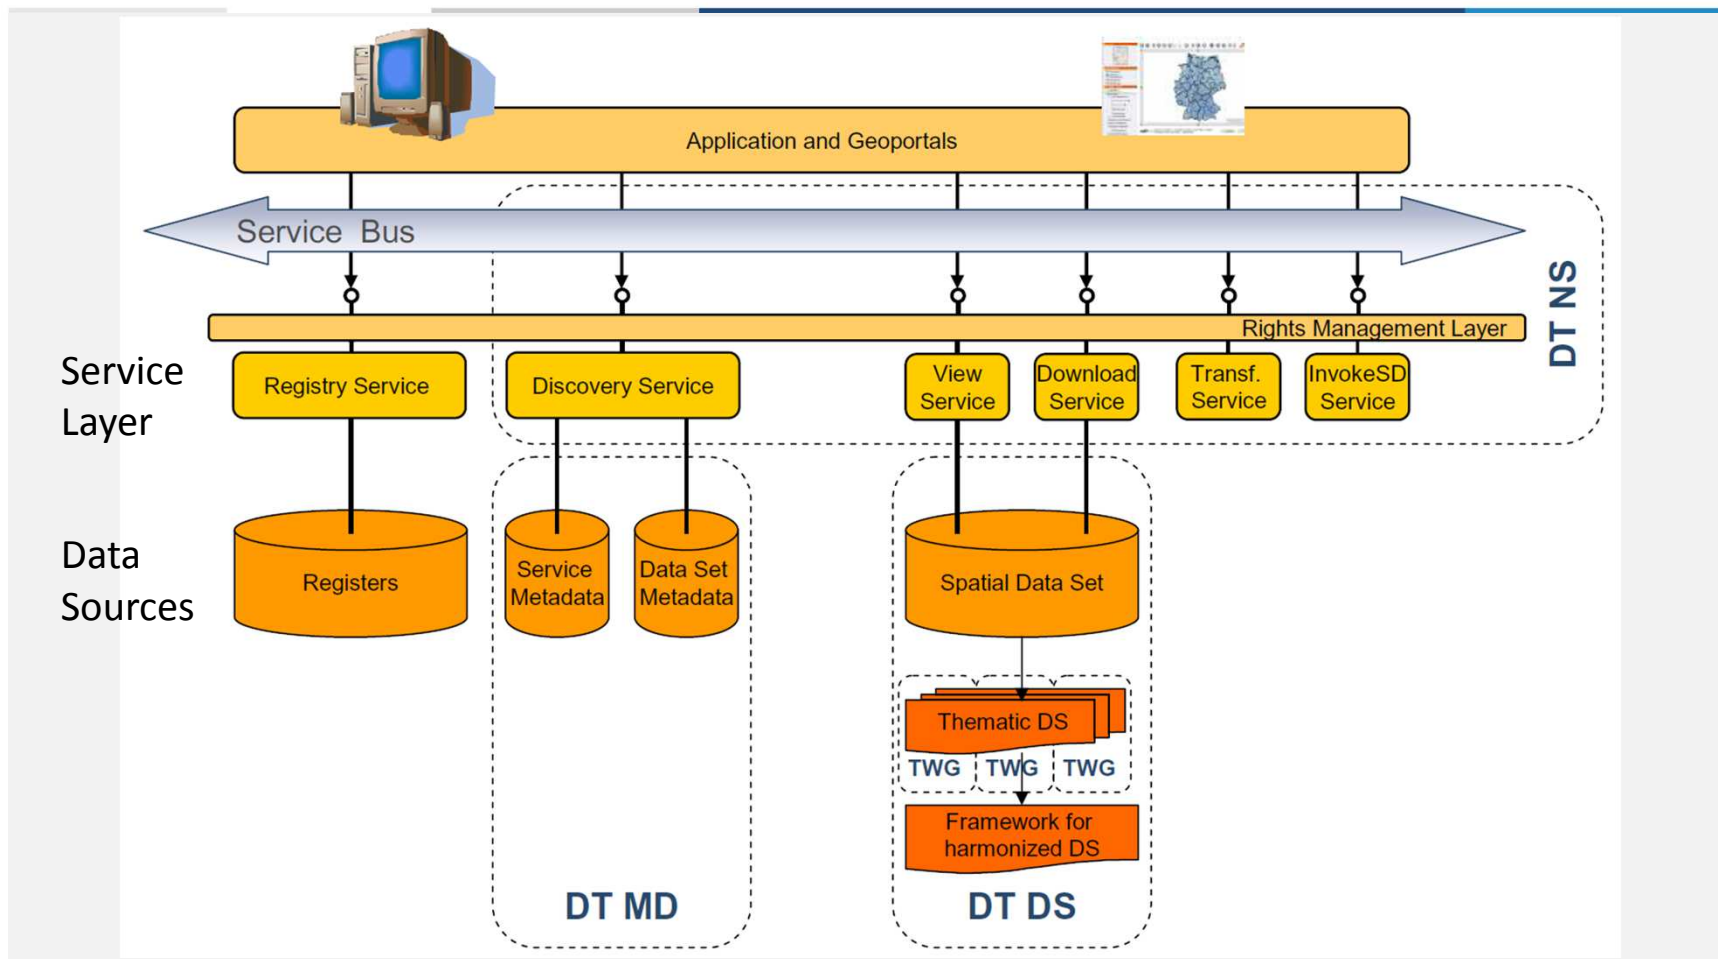 Application and Geoportals
Service Bus
DT NS
Rights Management Layer
Service
Layer
Registry Service
Discovery Service
View
Service
Download
Service
Transf.
Service
InvokeSD
Service
Data
Sources
Registers
Service
Metadata
Data Set
Metadata
Spatial Data Set
Thematic DS
TWG TWG TWG
Framework for
harmonized DS
DT MD
DT DS